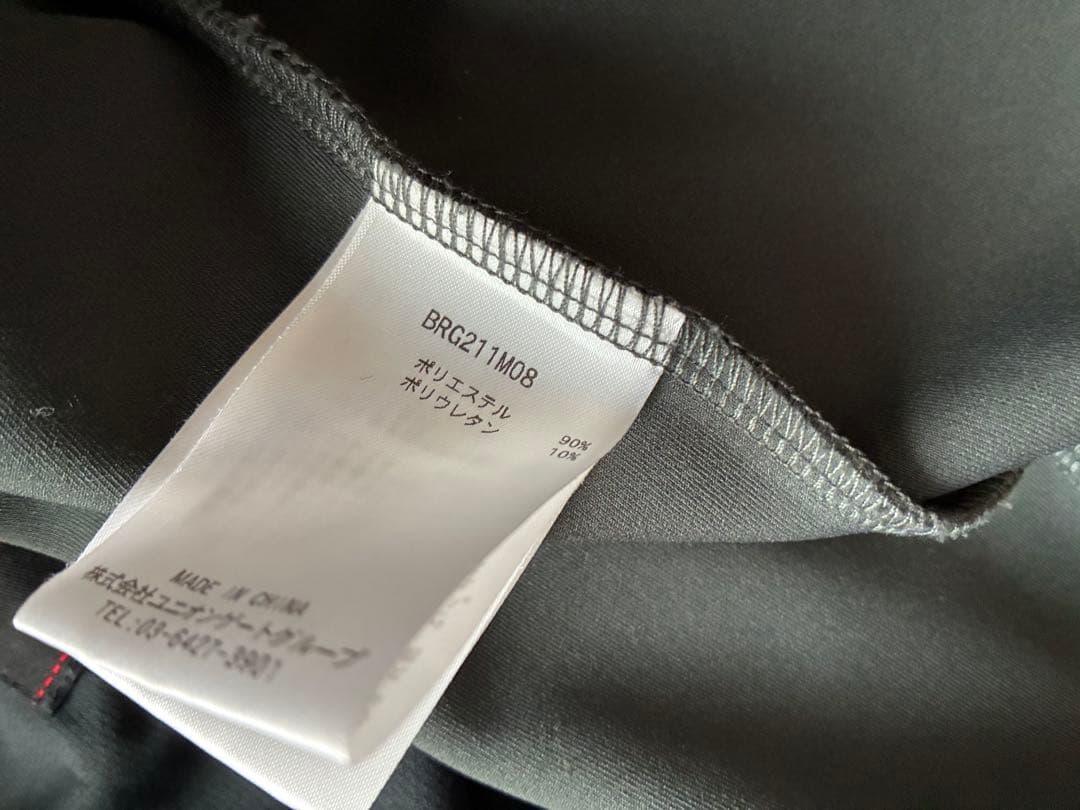 BRG211M08
ポリエステル 90%
ポリウレタン 10%
MADE IN CHINA
株式会社ユニオンゲートグループ
TEL:03-6427-3901